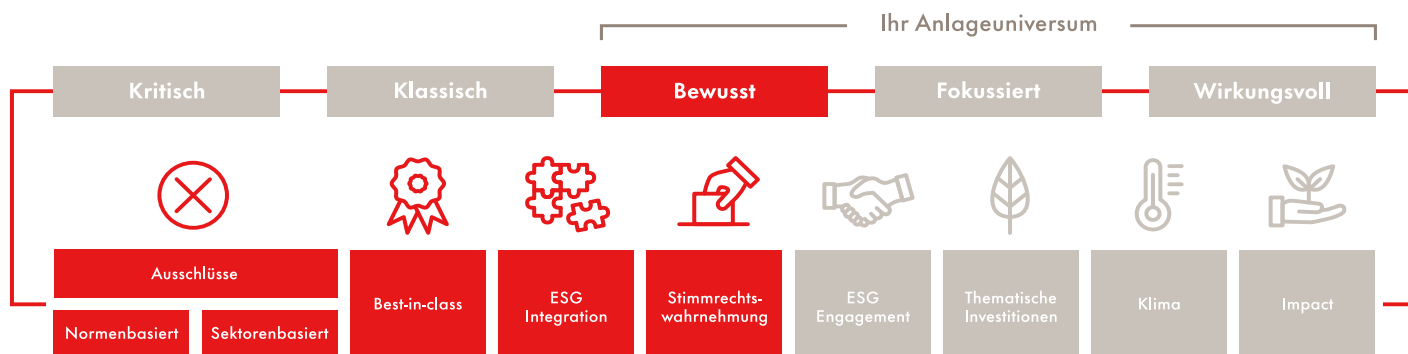 Ihr Anlageuniversum
Kritisch
Klassisch
Bewusst
Fokussiert
Wirkungsvoll
Ausschlüsse
Normenbasiert
Sektorenbasiert
Best-in-class
ESG
Integration
Stimmrechts-
wahrnehmung
ESG
Engagement
Thematische
Investitionen
Klima
Impact